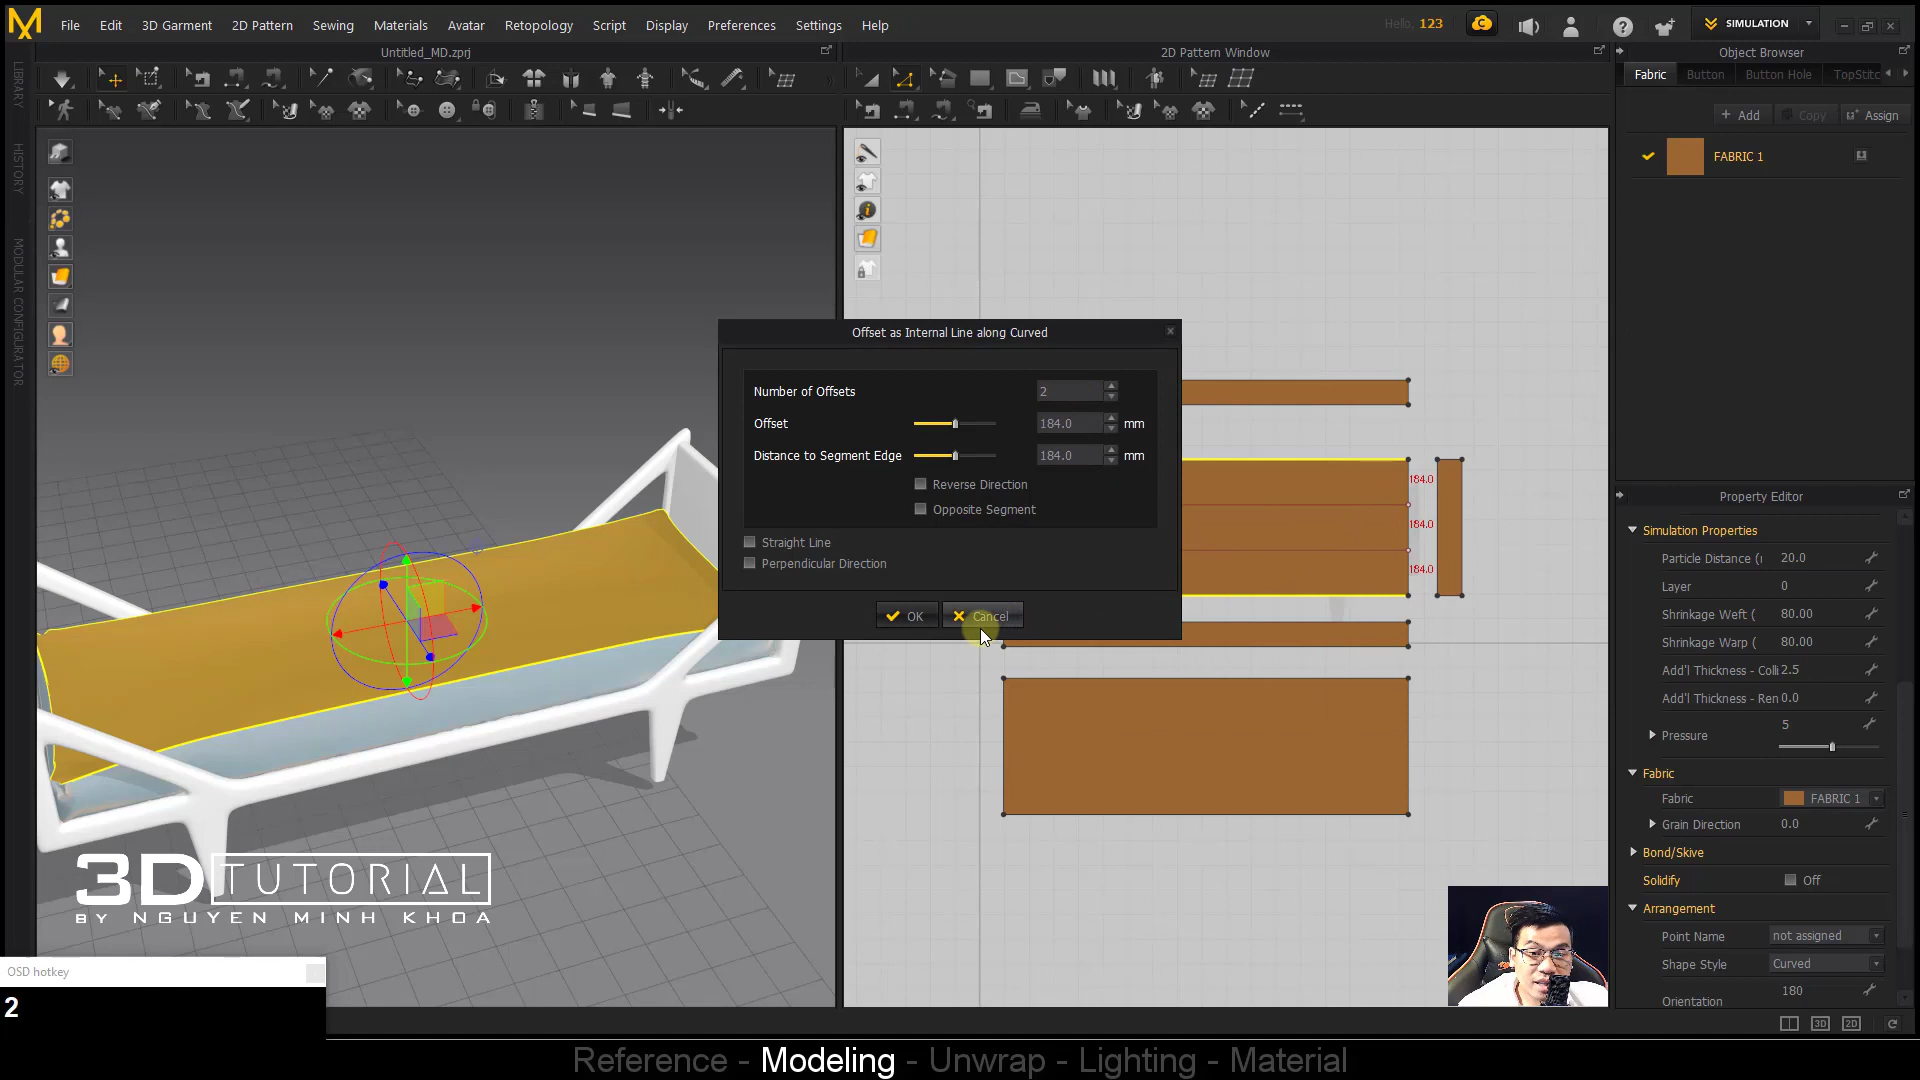 File Edit 3D Garment 2D Pattern Sewing Materials Avatar Retopology Script Display Preferences Settings Help
Hello, 123
SIMULATION
Untitled_MD.zprj
2D Pattern Window
Object Browser
Fabric Button Button Hole TopStitc
+ Add Copy Assign
FABRIC 1
LIBRARY
HISTORY
MODULAR CONFIGURATOR
Offset as Internal Line along Curved
Number of Offsets 2
Offset 184.0 mm
Distance to Segment Edge 184.0 mm
Reverse Direction
Opposite Segment
Straight Line
Perpendicular Direction
OK Cancel
184.0
184.0
184.0
Property Editor
Simulation Properties
Particle Distance ( 20.0
Layer 0
Shrinkage Weft ( 80.00
Shrinkage Warp ( 80.00
Add'l Thickness - Colli 2.5
Add'l Thickness - Ren 0.0
Pressure 5
Fabric
Fabric FABRIC 1
Grain Direction 0.0
Bond/Skive
Solidify Off
Arrangement
Point Name not assigned
Shape Style Curved
Orientation 180
3D 2D
3D TUTORIAL
BY NGUYEN MINH KHOA
OSD hotkey
2
Reference - Modeling - Unwrap - Lighting - Material